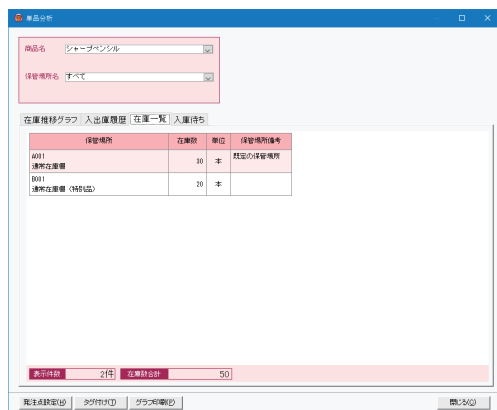 単品分析
商品名 シャープペンシル
保管場所名 すべて
在庫推移グラフ 入出庫履歴 在庫一覧 入庫待ち
保管場所 在庫数 単位 保管場所備考
A001 30 本 既定の保管場所
通常在庫棚
B001 20 本
通常在庫棚（特別品）
表示件数 2件 在庫数合計 50
発注点設定(H) タグ付け(T) グラフ印刷(P) 閉じる(C)